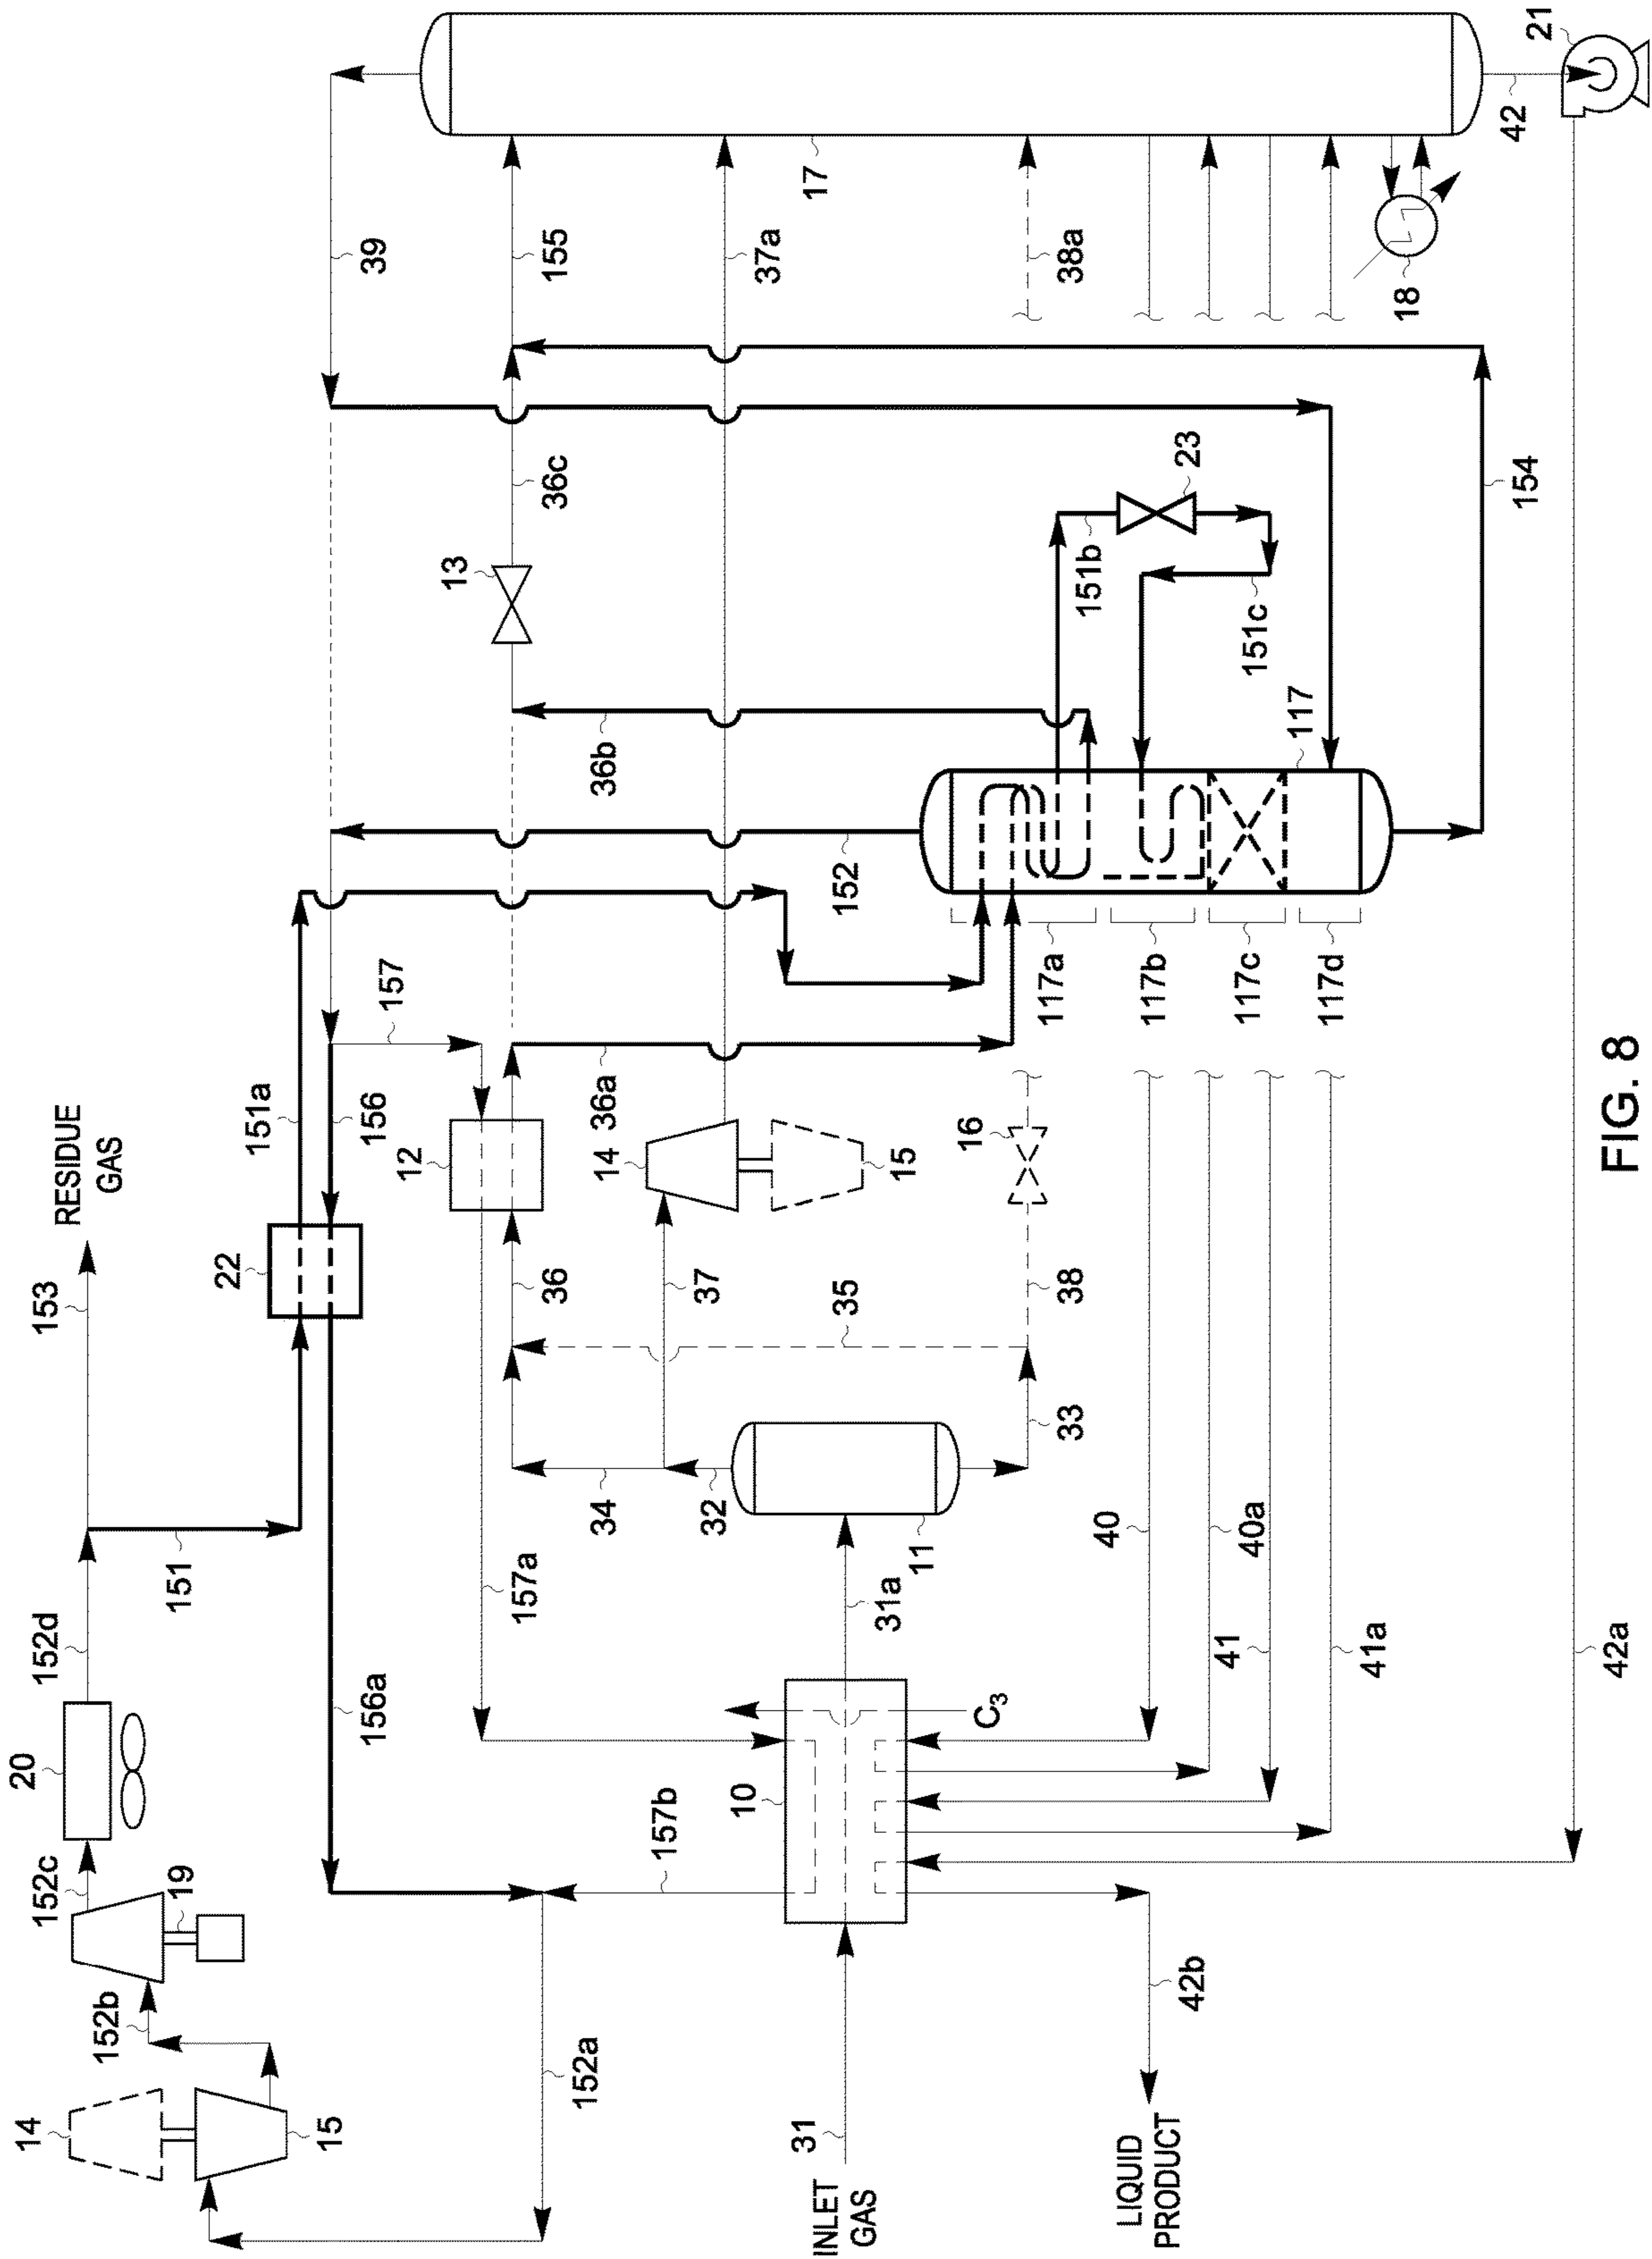 RESIDUE
GAS
153
151
152d
20
152c
19
152b
14
15
152a
22
151a
156
156a
157
12
157a
39
155
17
37a
38a
18
42
21
13
36c
36b
36a
152
151b
23
151c
117
154
117a
117b
117c
117d
14
15
16
36
37
35
38
34
32
33
11
31a
10
157b
C3
40
40a
41
41a
42a
42b
31
INLET
GAS
LIQUID
PRODUCT
FIG. 8